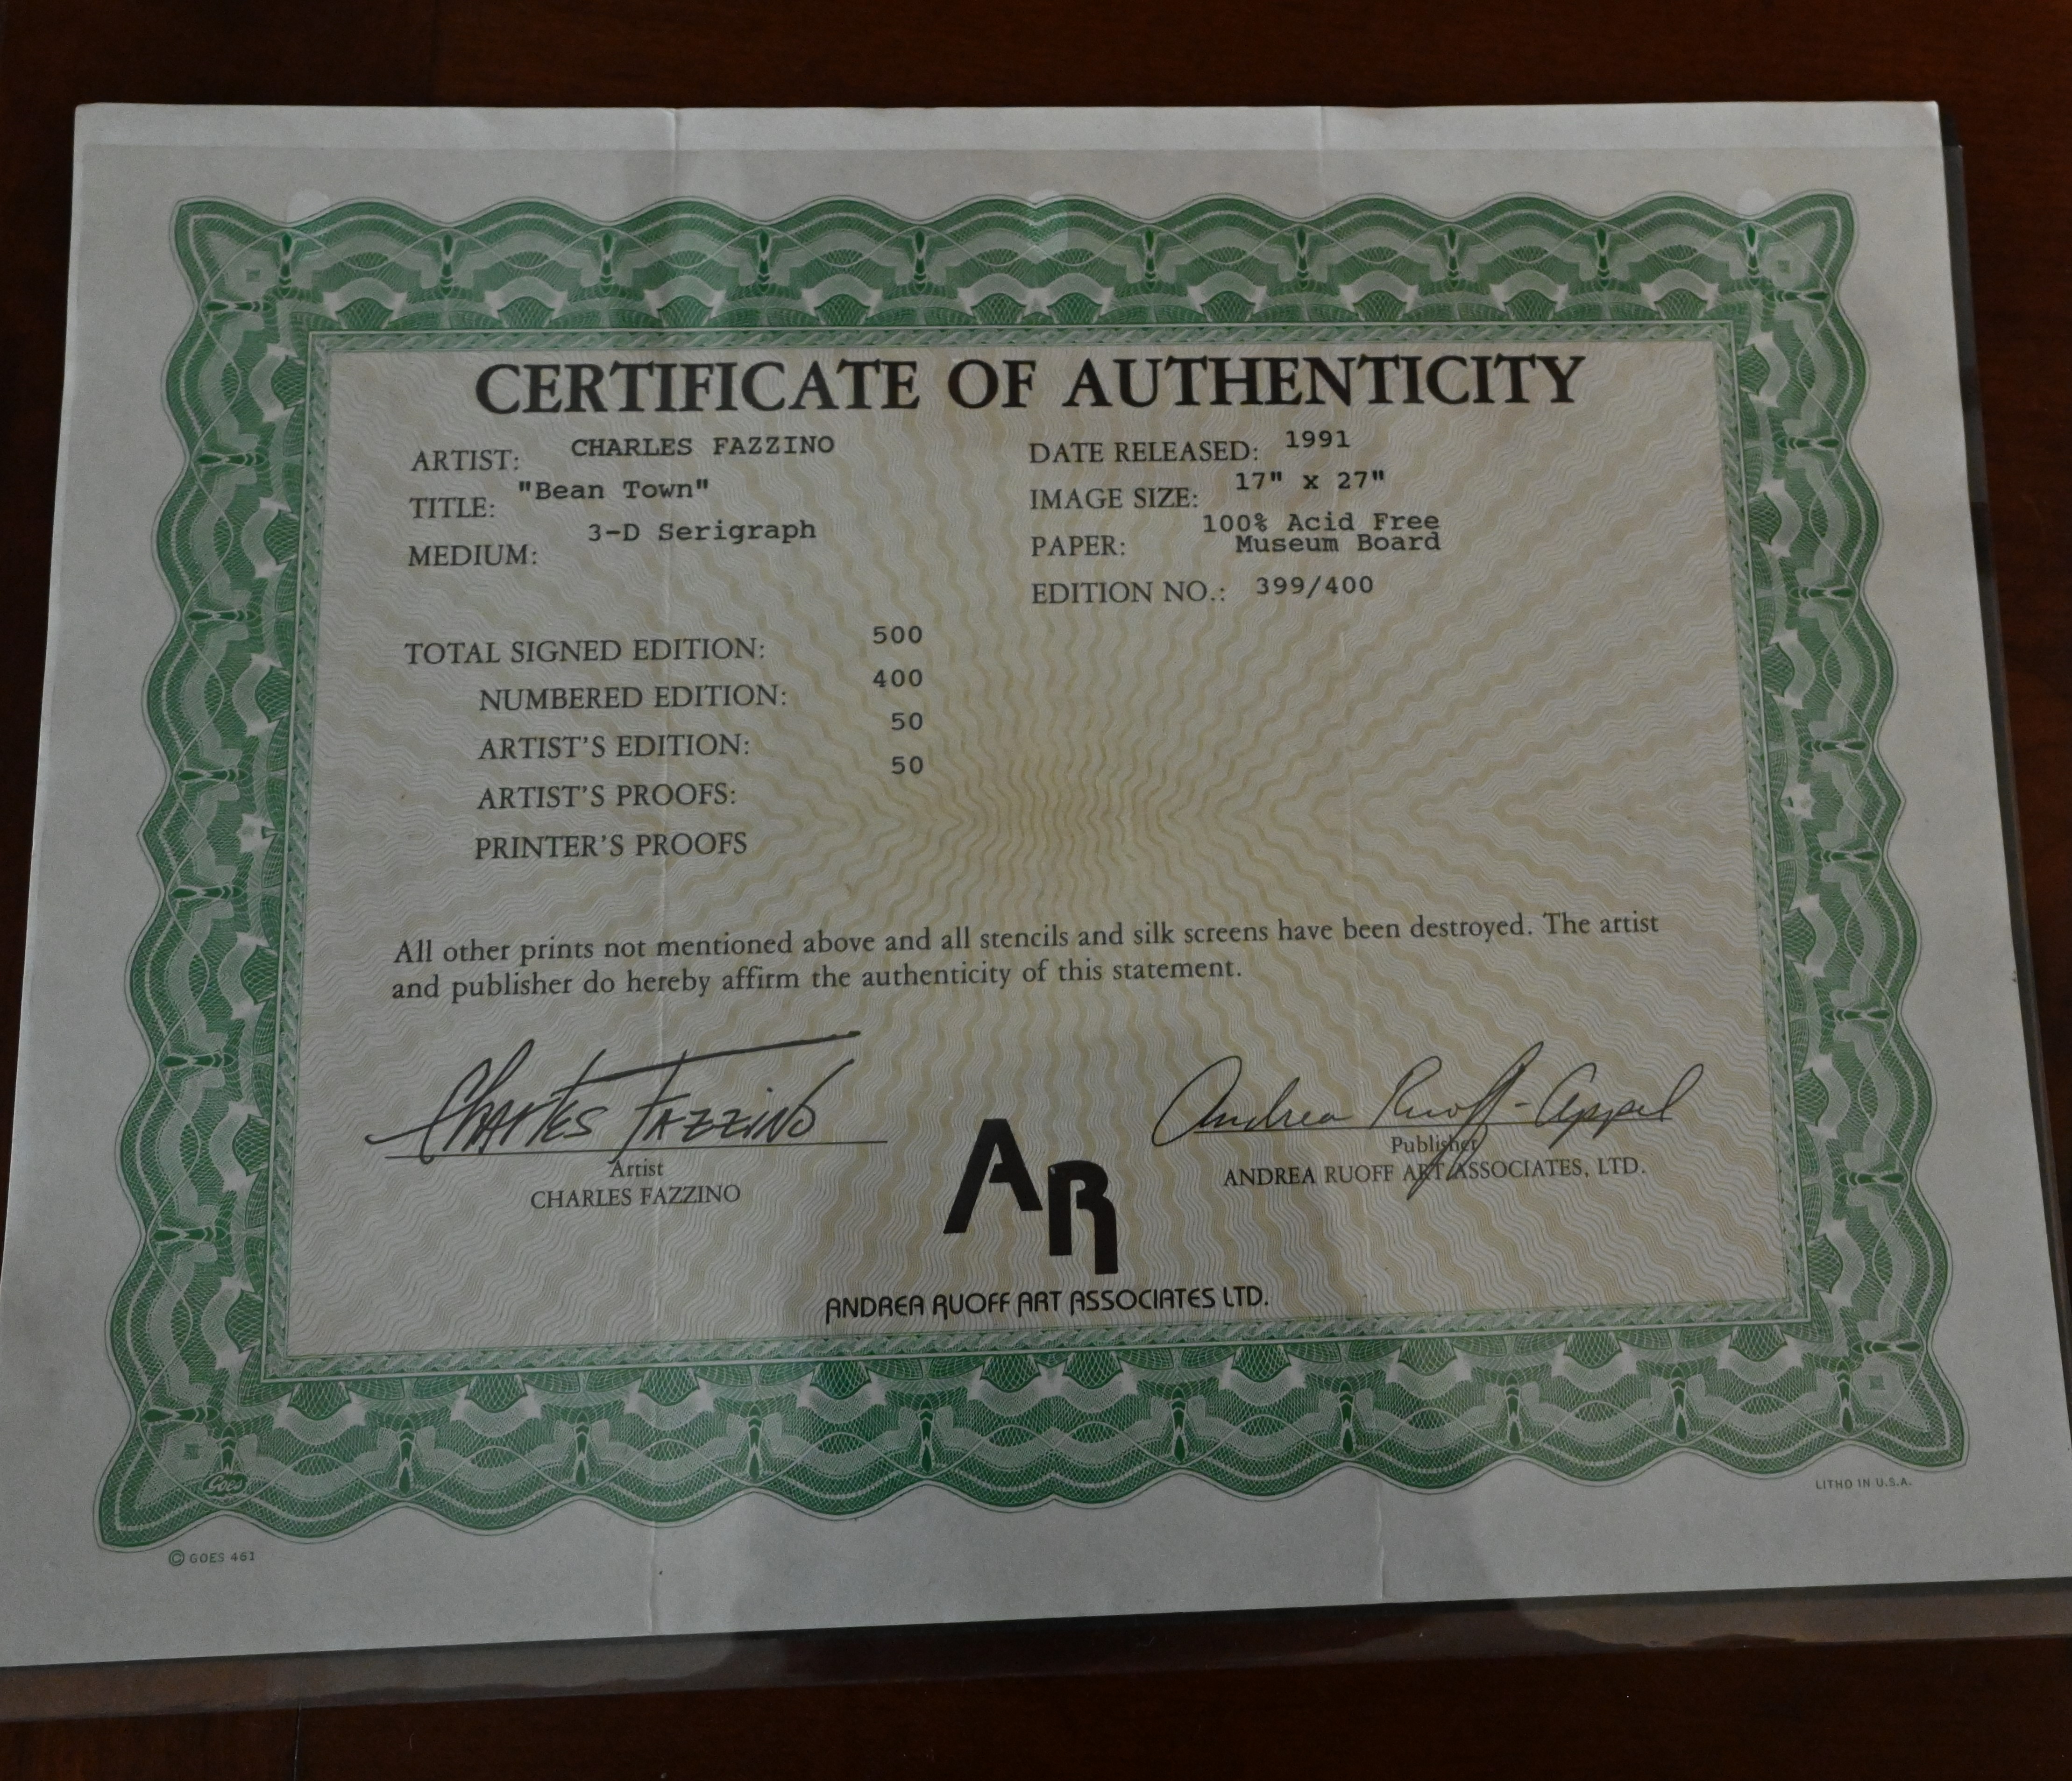 CERTIFICATE OF AUTHENTICITY
ARTIST: CHARLES FAZZINO
TITLE: "Bean Town"
MEDIUM: 3-D Serigraph
DATE RELEASED: 1991
IMAGE SIZE: 17" x 27"
PAPER: 100% Acid Free
Museum Board
EDITION NO.: 399/400
TOTAL SIGNED EDITION: 500
NUMBERED EDITION: 400
ARTIST'S EDITION: 50
ARTIST'S PROOFS: 50
PRINTER'S PROOFS
All other prints not mentioned above and all stencils and silk screens have been destroyed. The artist
and publisher do hereby affirm the authenticity of this statement.
Charles Fazzino
Artist
CHARLES FAZZINO
Andrea Ruoff-Appel
Publisher
ANDREA RUOFF ART ASSOCIATES, LTD.
AR
ANDREA RUOFF ART ASSOCIATES LTD.
Goes
© GOES 461
LITHO IN U.S.A.